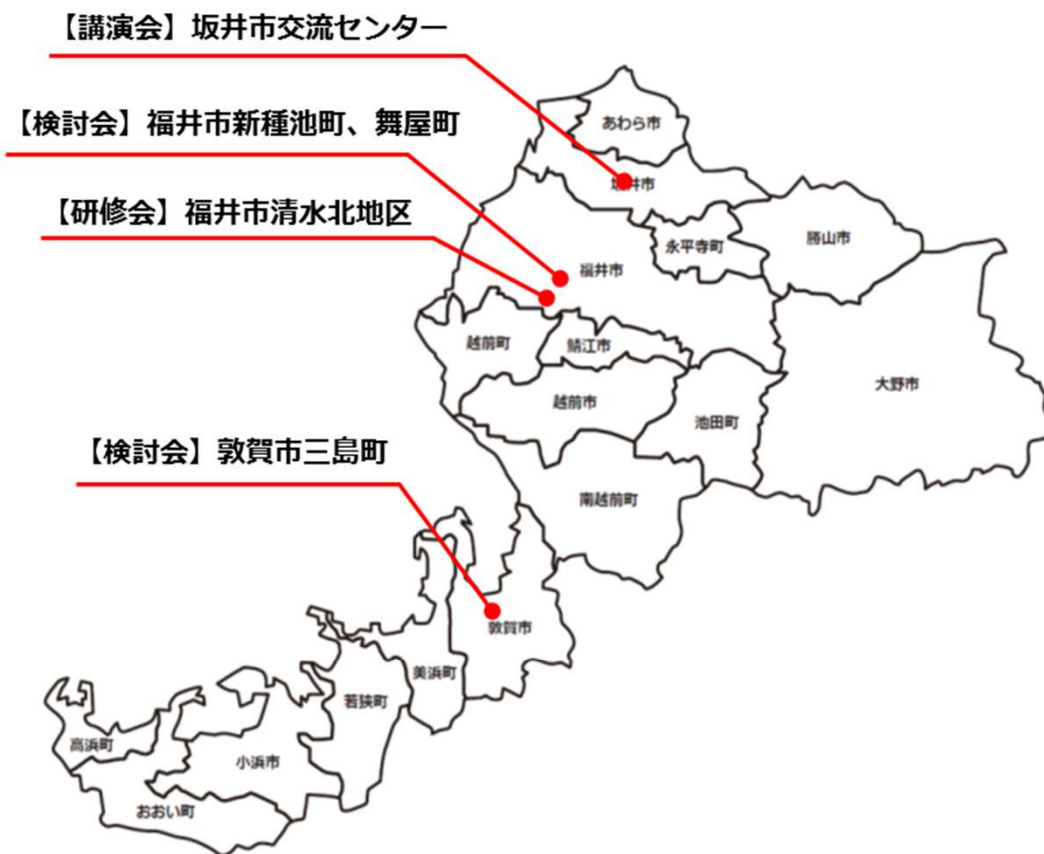 【講演会】坂井市交流センター
【検討会】福井市新種池町、舞屋町
【研修会】福井市清水北地区
【検討会】敦賀市三島町
あわら市
坂井市
永平寺町
勝山市
福井市
越前町
鯖江市
大野市
越前市
池田町
南越前町
敦賀市
美浜町
若狭町
高浜町
小浜市
おおい町